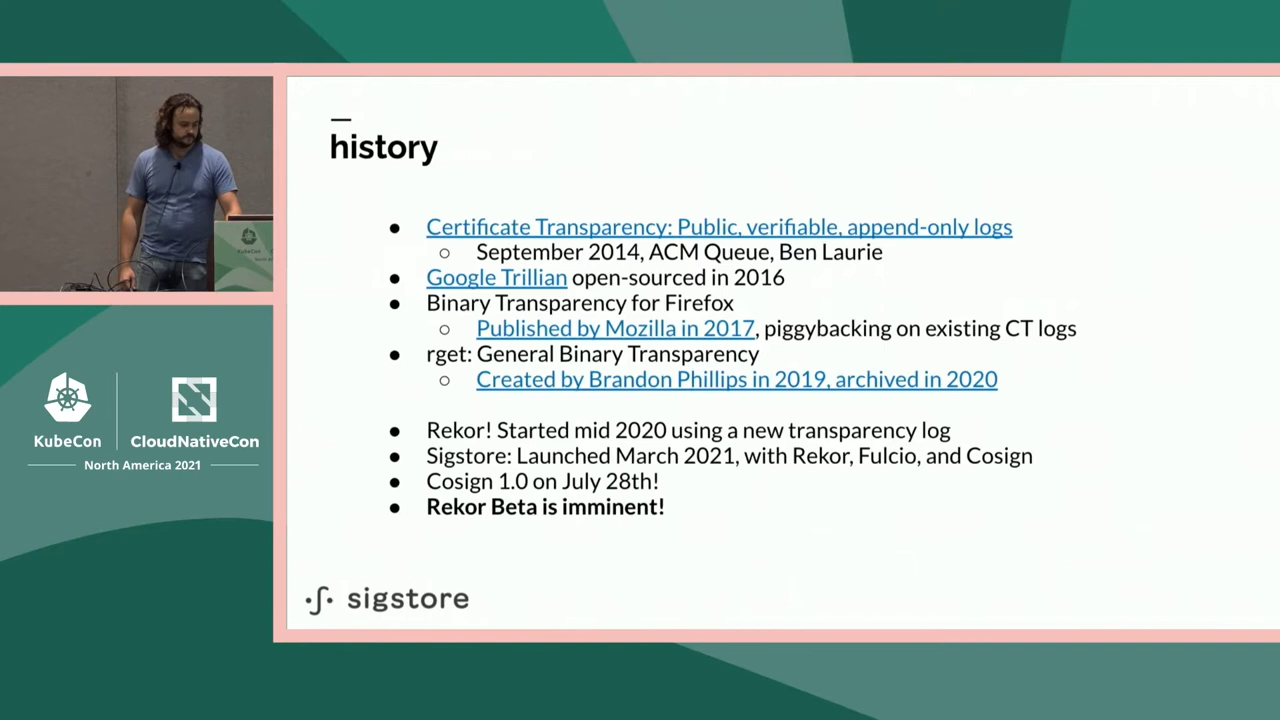 history
● Certificate Transparency: Public, verifiable, append-only logs
○ September 2014, ACM Queue, Ben Laurie
● Google Trillian open-sourced in 2016
● Binary Transparency for Firefox
○ Published by Mozilla in 2017, piggybacking on existing CT logs
● rget: General Binary Transparency
○ Created by Brandon Phillips in 2019, archived in 2020
● Rekor! Started mid 2020 using a new transparency log
● Sigstore: Launched March 2021, with Rekor, Fulcio, and Cosign
● Cosign 1.0 on July 28th!
● Rekor Beta is imminent!
sigstore
KubeCon
CloudNativeCon
North America 2021